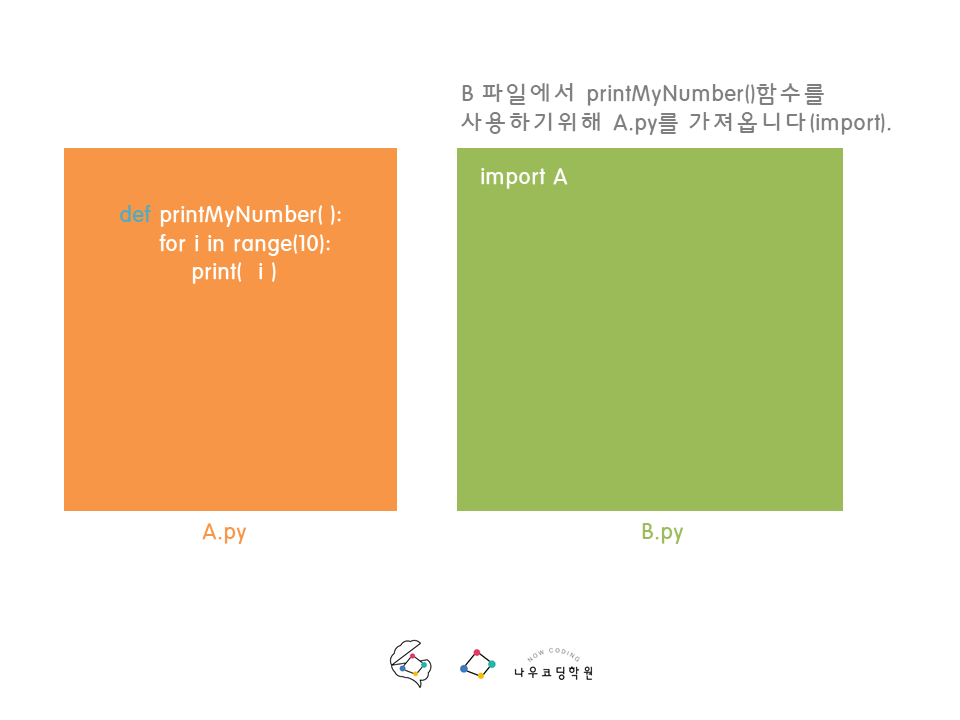 B 파일에서 printMyNumber()함수를
사용하기위해 A.py를 가져옵니다(import).
def printMyNumber( ):
for i in range(10):
print( i )
import A
A.py
B.py
NOW CODING
나우코딩학원